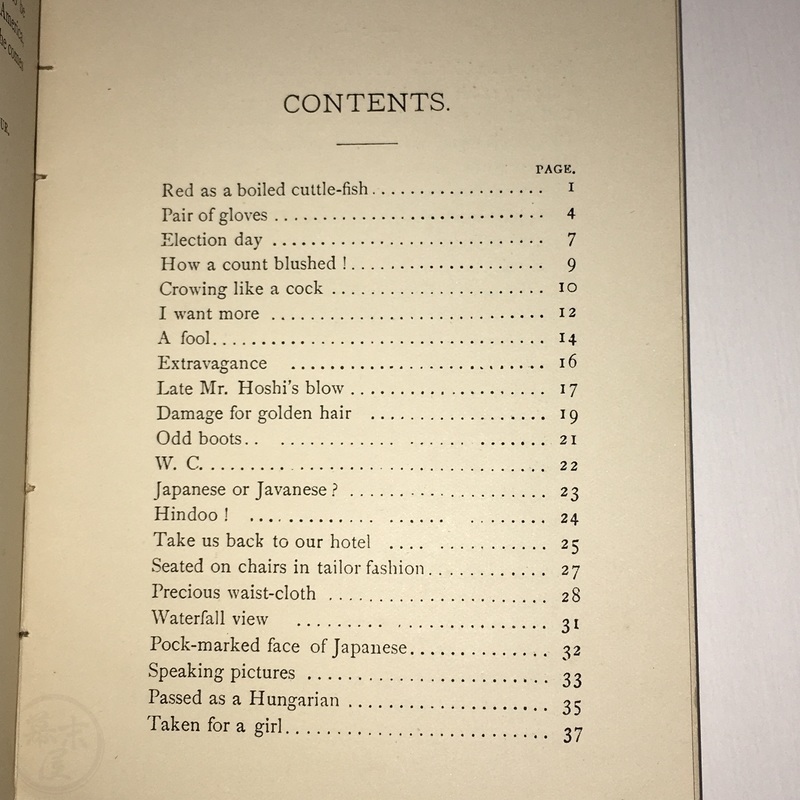 America,
CONTENTS.
PAGE.
Red as a boiled cuttle-fish.................. 1
Pair of gloves............................ 4
Election day ............................ 7
How a count blushed !.................... 9
Crowing like a cock ...................... 10
I want more ............................ 12
A fool.................................. 14
Extravagance .......................... 16
Late Mr. Hoshi's blow.................... 17
Damage for golden hair .................. 19
Odd boots.. ............ ...... ........ 21
W. C................................... 22
Japanese or Javanese ? .................... 23
Hindoo ! ............ ...... ........ 24
Take us back to our hotel .... ............ 25
Seated on chairs in tailor fashion............ 27
Precious waist-cloth ...................... 28
Waterfall view ......... ............... 31
Pock-marked face of Japanese.............. 32
Speaking pictures ........................ 33
Passed as a Hungarian .................... 35
Taken for a girl.......................... 37